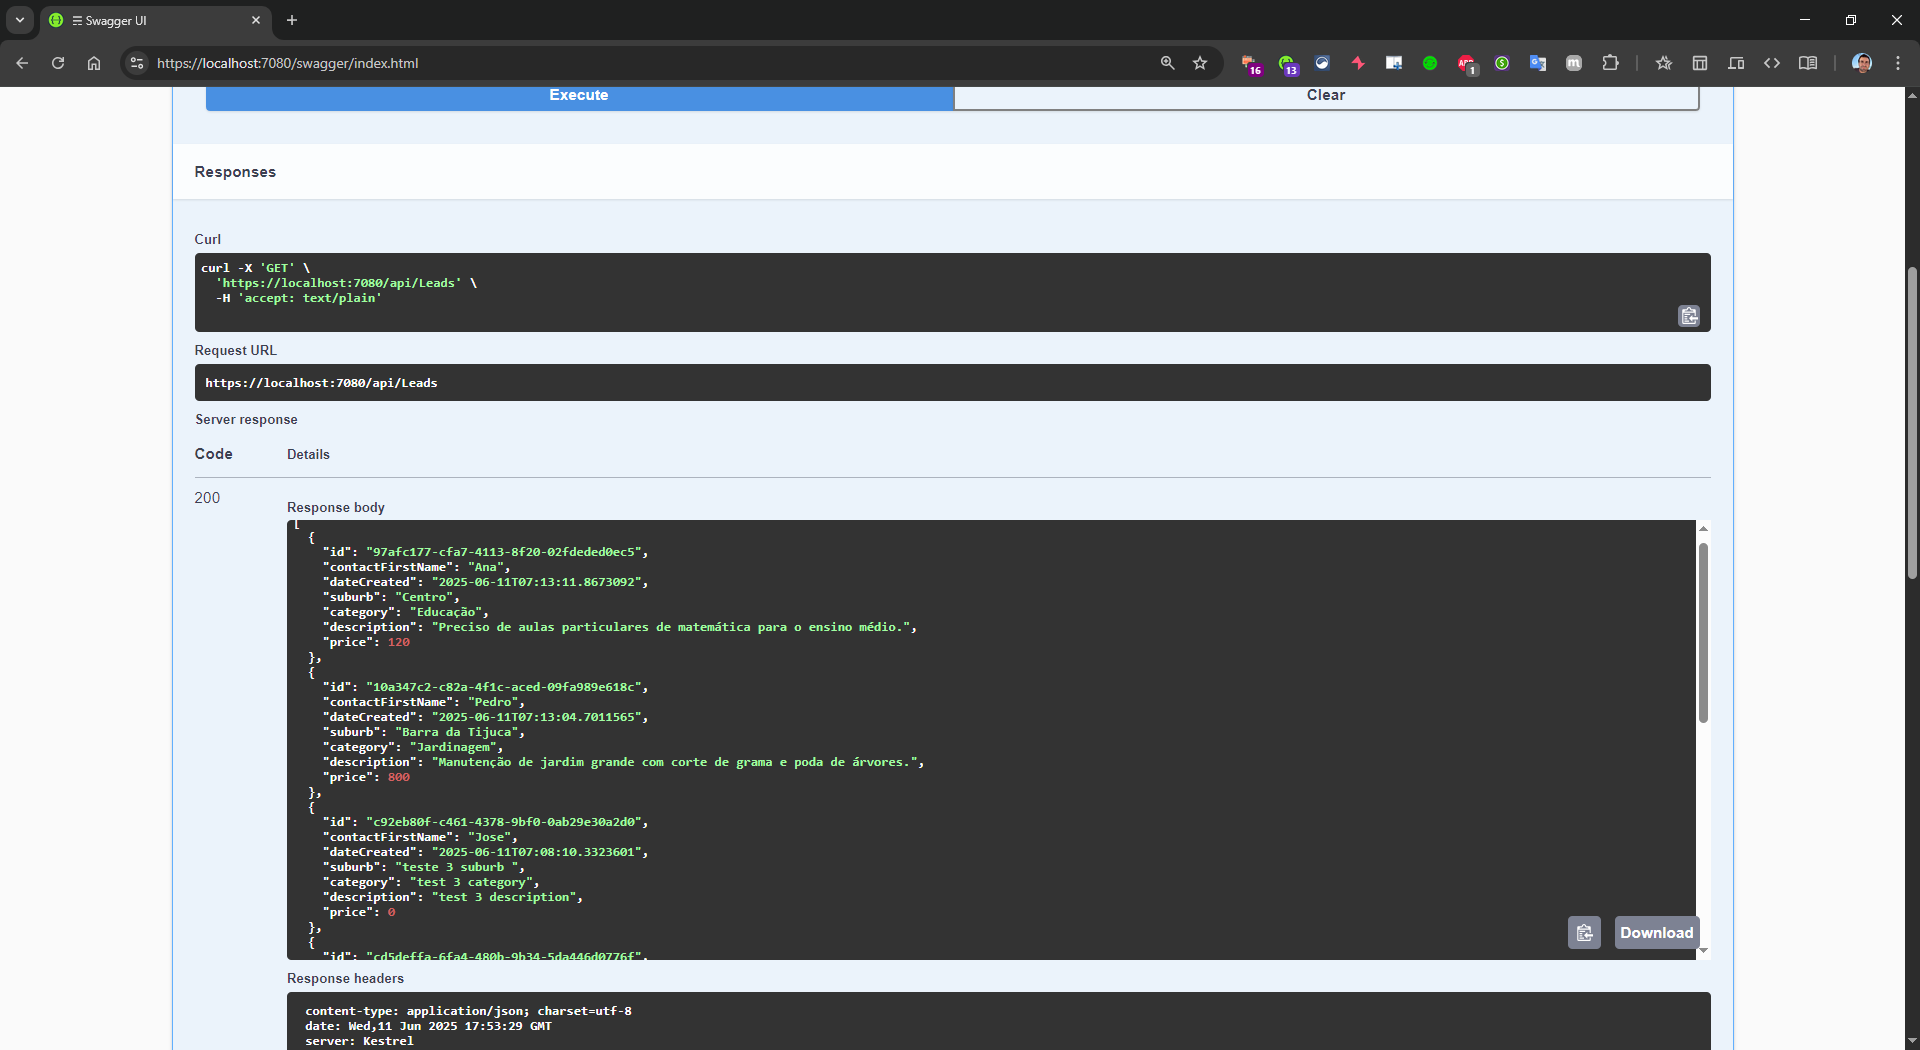 Swagger UI
https://localhost:7080/swagger/index.html
16
13
1
Execute
Clear
Responses
Curl
curl -X 'GET' \
'https://localhost:7080/api/Leads' \
-H 'accept: text/plain'
Request URL
https://localhost:7080/api/Leads
Server response
Code
Details
200
Response body
[
{
"id": "97afc177-cfa7-4113-8f20-02fdeded0ec5",
"contactFirstName": "Ana",
"dateCreated": "2025-06-11T07:13:11.8673092",
"suburb": "Centro",
"category": "Educação",
"description": "Preciso de aulas particulares de matemática para o ensino médio.",
"price": 120
},
{
"id": "10a347c2-c82a-4f1c-aced-09fa989e618c",
"contactFirstName": "Pedro",
"dateCreated": "2025-06-11T07:13:04.7011565",
"suburb": "Barra da Tijuca",
"category": "Jardinagem",
"description": "Manutenção de jardim grande com corte de grama e poda de árvores.",
"price": 800
},
{
"id": "c92eb80f-c461-4378-9bf0-0ab29e30a2d0",
"contactFirstName": "Jose",
"dateCreated": "2025-06-11T07:08:10.3323601",
"suburb": "teste 3 suburb ",
"category": "test 3 category",
"description": "test 3 description",
"price": 0
},
{
"id": "cd5deffa-6fa4-480b-9b34-5da446d0776f",
Download
Response headers
content-type: application/json; charset=utf-8
date: Wed,11 Jun 2025 17:53:29 GMT
server: Kestrel